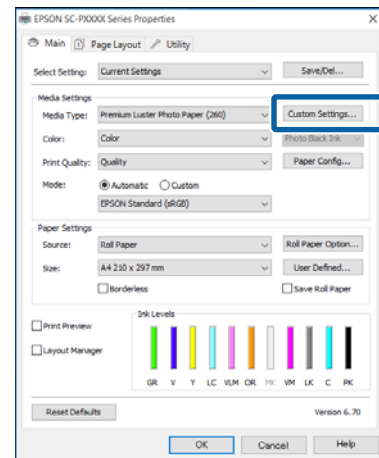 EPSON SC-PXXXX Series Properties
Main Page Layout Utility
Select Setting: Current Settings Save/Del...
Media Settings
Media Type: Premium Luster Photo Paper (260) Custom Settings...
Color: Color Photo Black Ink
Print Quality: Quality Paper Config...
Mode: Automatic Custom
EPSON Standard (sRGB)
Paper Settings
Source: Roll Paper Roll Paper Option...
Size: A4 210 x 297 mm User Defined...
Borderless Save Roll Paper
Print Preview
Ink Levels
Layout Manager
GR V Y LC VLM OR MK VM LK C PK
Reset Defaults Version 6.70
OK Cancel Help